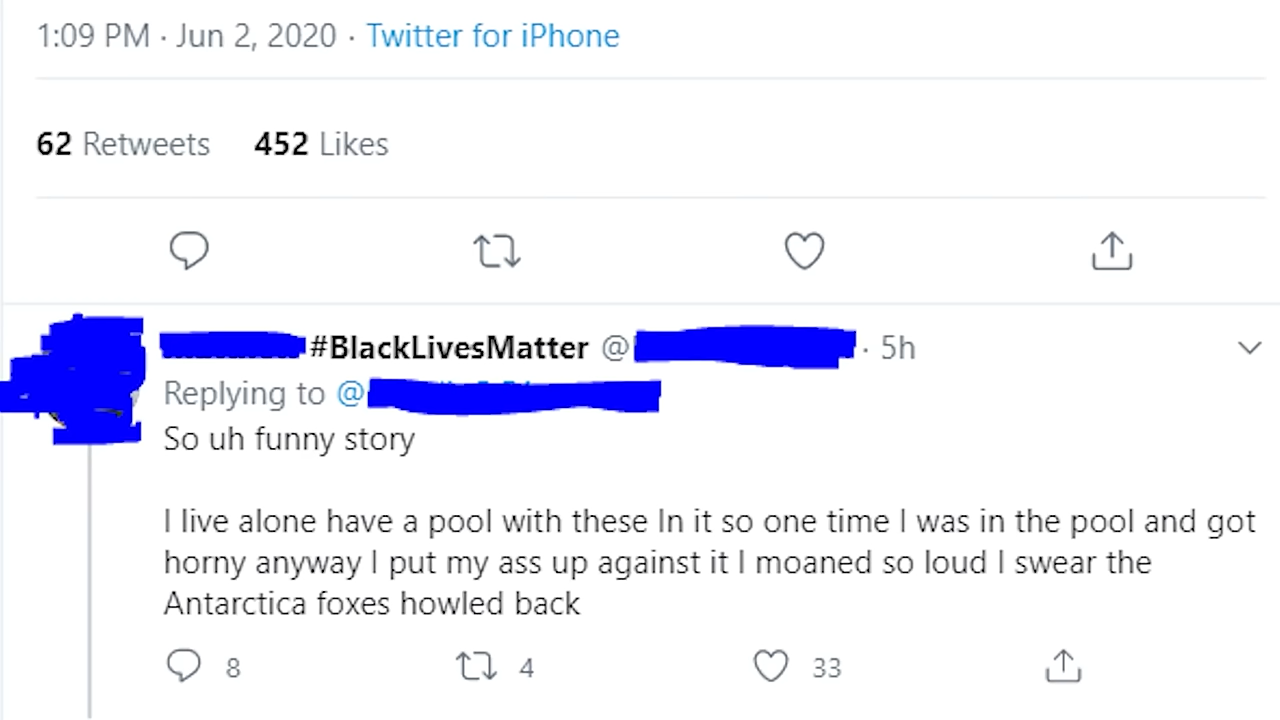 1:09 PM · Jun 2, 2020 · Twitter for iPhone
62 Retweets 452 Likes
#BlackLivesMatter @ · 5h
Replying to @
So uh funny story
I live alone have a pool with these In it so one time I was in the pool and got
horny anyway I put my ass up against it I moaned so loud I swear the
Antarctica foxes howled back
8 4 33